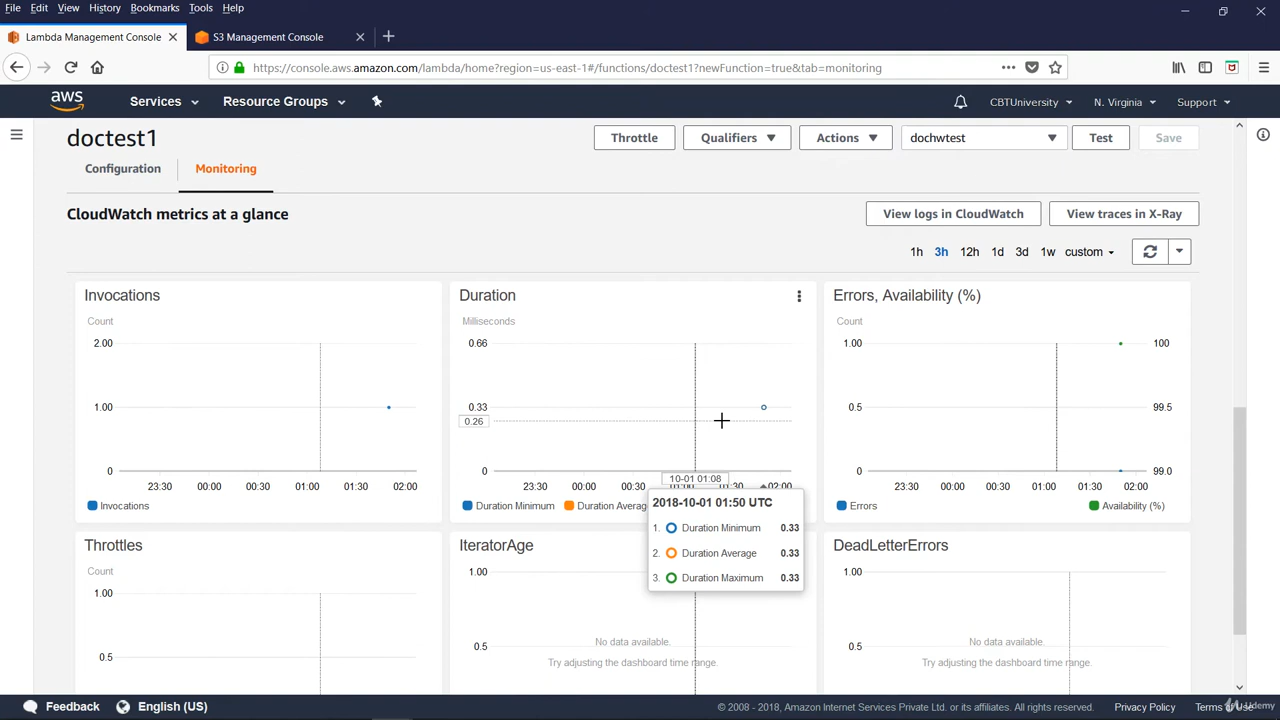 File Edit View History Bookmarks Tools Help
Lambda Management Console S3 Management Console
https://console.aws.amazon.com/lambda/home?region=us-east-1#/functions/doctest1?newFunction=true&tab=monitoring
aws Services Resource Groups CBTUniversity N. Virginia Support
doctest1 Throttle Qualifiers Actions dochwtest Test Save
Configuration Monitoring
CloudWatch metrics at a glance View logs in CloudWatch View traces in X-Ray
1h 3h 12h 1d 3d 1w custom
Invocations
Count
2.00
1.00
0
23:30 00:00 00:30 01:00 01:30 02:00
Invocations
Duration
Milliseconds
0.66
0.33
0.26
0
10-01 01:08
23:30 00:00 00:30 01:00 01:30 02:00
Duration Minimum Duration Averag
2018-10-01 01:50 UTC
1. Duration Minimum 0.33
2. Duration Average 0.33
3. Duration Maximum 0.33
Errors, Availability (%)
Count
1.00 100
0.5 99.5
0 99.0
23:30 00:00 00:30 01:00 01:30 02:00
Errors Availability (%)
Throttles
Count
1.00
0.5
IteratorAge
1.00
No data available.
0.5
Try adjusting the dashboard time range.
DeadLetterErrors
1.00
No data available.
0.5
Try adjusting the dashboard time range.
Feedback English (US) © 2008 - 2018, Amazon Internet Services Private Ltd. or its affiliates. All rights reserved. Privacy Policy Terms of Use
Udemy